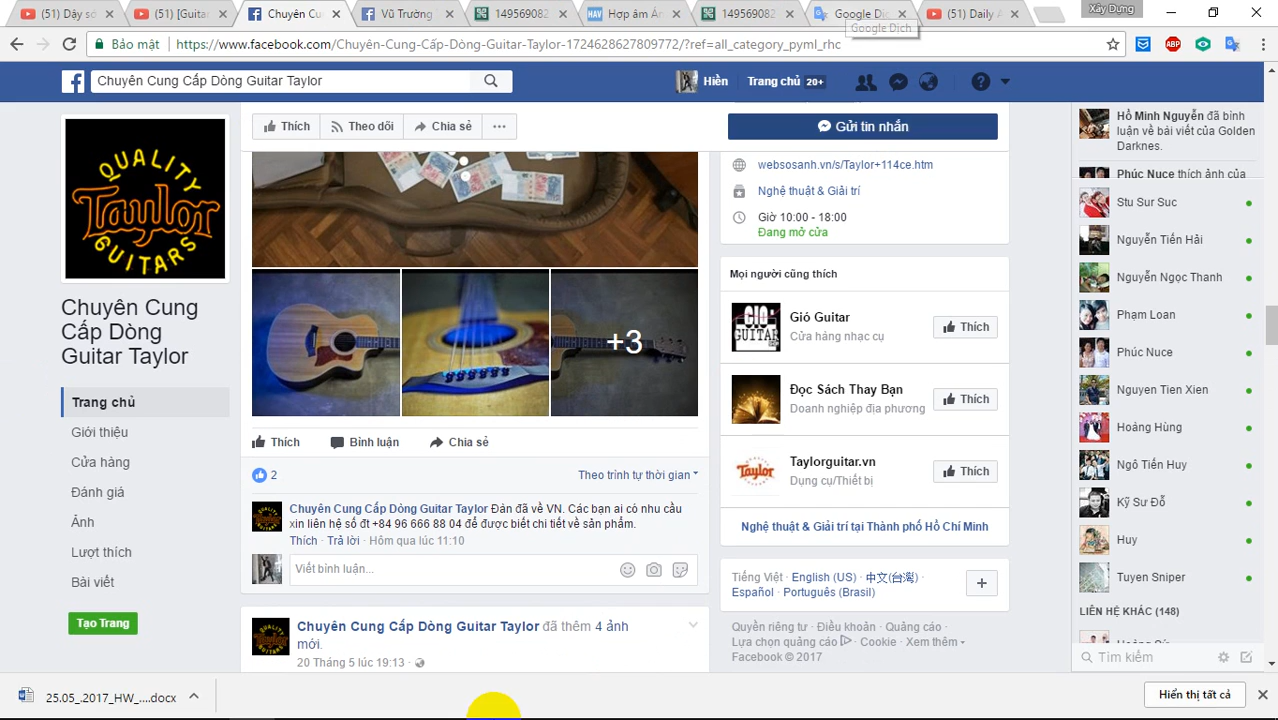 (51) Dây số
(51) [Guitar
Chuyên Cu
Vũ Trường
149569082
Hợp âm Án
149569082
Google Dịc
(51) Daily A
Xây Dựng
Google Dịch
Bảo mật
https://www.facebook.com/Chuyên-Cung-Cấp-Dòng-Guitar-Taylor-1724628627809772/?ref=all_category_pyml_rhc
ABP
Chuyên Cung Cấp Dòng Guitar Taylor
Hiền
Trang chủ 20+
QUALITY
Taylor
GUITARS
Chuyên Cung
Cấp Dòng
Guitar Taylor
Trang chủ
Giới thiệu
Cửa hàng
Đánh giá
Ảnh
Lượt thích
Bài viết
Tạo Trang
Thích
Theo dõi
Chia sẻ
+3
Thích
Bình luận
Chia sẻ
2
Theo trình tự thời gian
Chuyên Cung Cấp Dòng Guitar Taylor Đàn đã về VN. Các bạn ai có nhu cầu
xin liên hệ số đt +84 96 666 88 04 để được biết chi tiết về sản phẩm.
Thích · Trả lời · Hôm qua lúc 11:10
Viết bình luận...
Chuyên Cung Cấp Dòng Guitar Taylor đã thêm 4 ảnh
mới.
20 Tháng 5 lúc 19:13 ·
Gửi tin nhắn
websosanh.vn/s/Taylor+114ce.htm
Nghệ thuật & Giải trí
Giờ 10:00 - 18:00
Đang mở cửa
Mọi người cũng thích
GIÓ
GUITAR
Gió Guitar
Cửa hàng nhạc cụ
Thích
Đọc Sách Thay Bạn
Doanh nghiệp địa phương
Thích
Taylor
Taylorguitar.vn
Dụng cụ/Thiết bị
Thích
Nghệ thuật & Giải trí tại Thành phố Hồ Chí Minh
Tiếng Việt · English (US) · 中文(台灣) ·
Español · Português (Brasil)
Quyền riêng tư · Điều khoản · Quảng cáo ·
Lựa chọn quảng cáo · Cookie · Xem thêm
Facebook © 2017
Hồ Minh Nguyễn đã bình
luận về bài viết của Golden
Darknes.
Phúc Nuce thích ảnh của
Stu Sur Suc
Nguyễn Tiến Hải
Nguyễn Ngọc Thanh
Phạm Loan
Phúc Nuce
Nguyen Tien Xien
Hoàng Hùng
Ngô Tiến Huy
Kỹ Sư Đỗ
Huy
Tuyen Sniper
LIÊN HỆ KHÁC (148)
Tìm kiếm
25.05_.2017_HW_....docx
Hiển thị tất cả